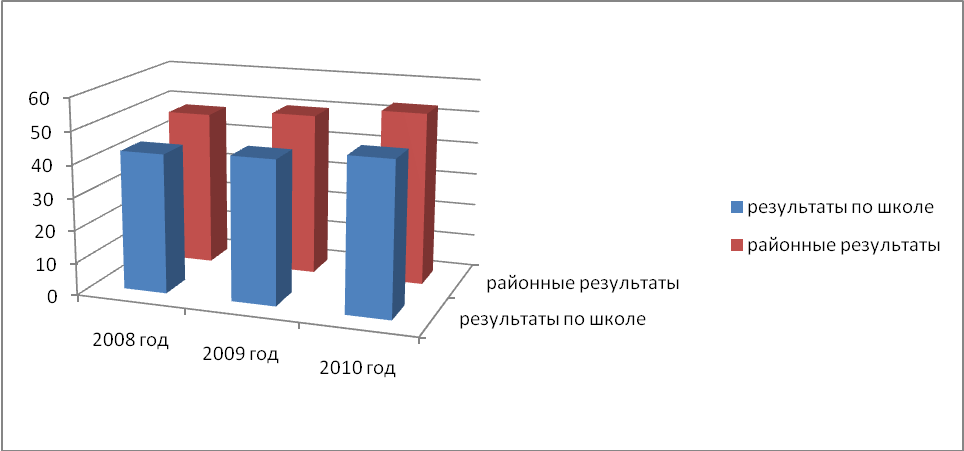 60
50
40
30
20
10
0
2008 год
2009 год
2010 год
районные результаты
результаты по школе
результаты по школе
районные результаты